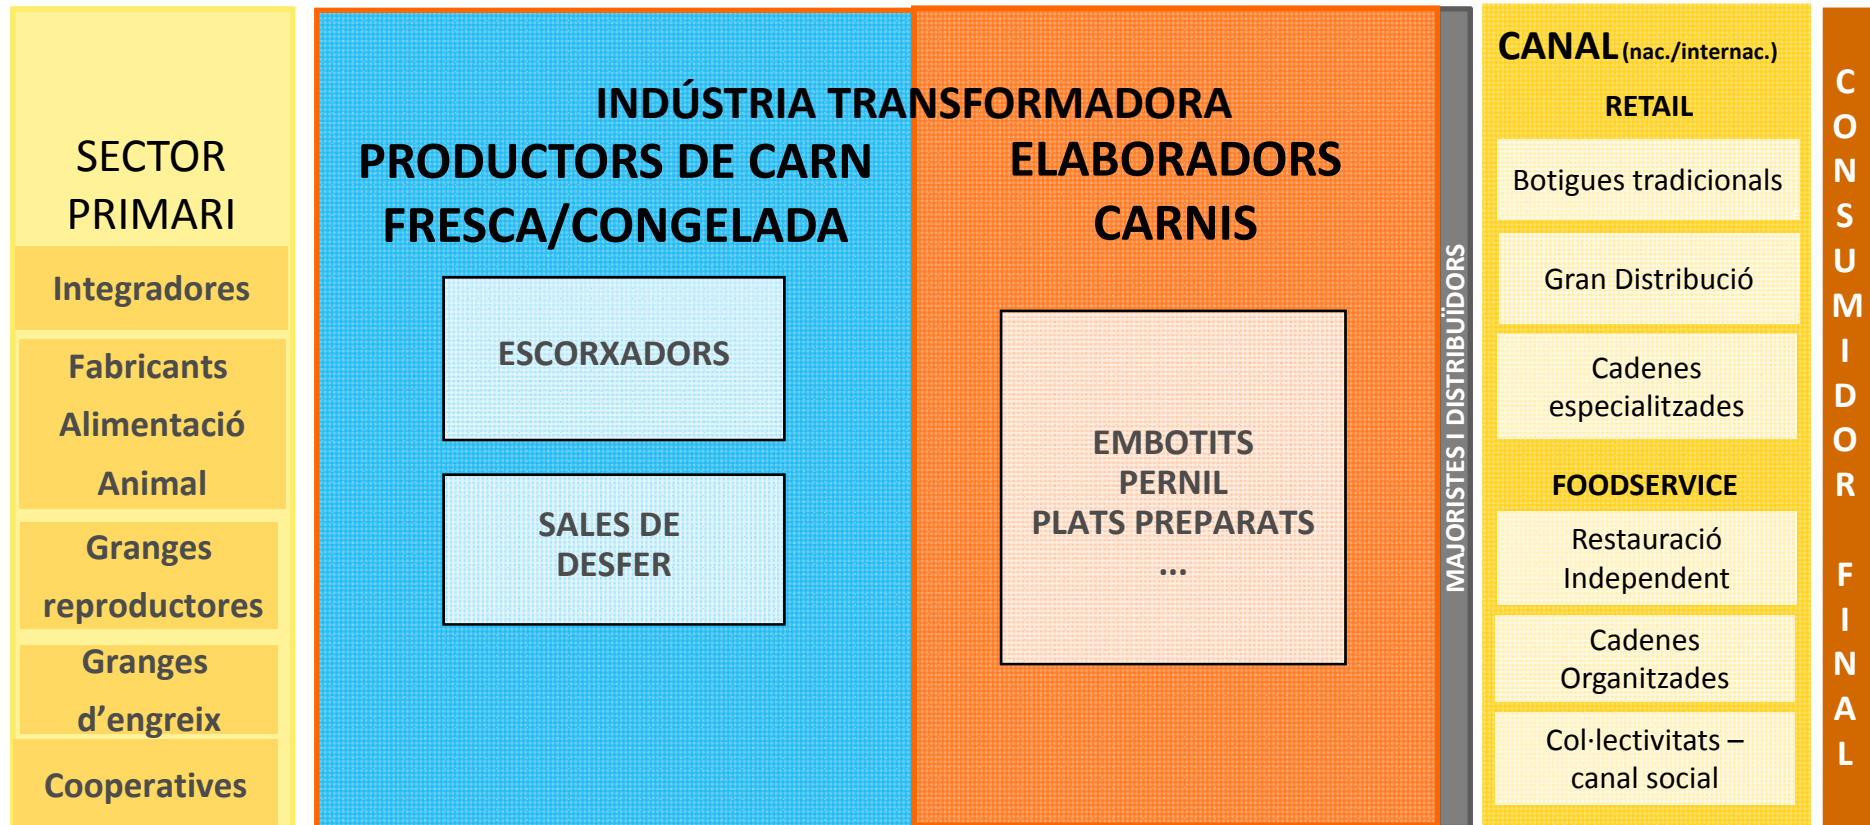 SECTOR
PRIMARI
Integradores
Fabricants
Alimentació
Animal
Granges
reproductores
Granges
d’engreix
Cooperatives
INDÚSTRIA TRANSFORMADORA
PRODUCTORS DE CARN
FRESCA/CONGELADA
ESCORXADORS
SALES DE
DESFER
ELABORADORS
CARNIS
EMBOTITS
PERNIL
PLATS PREPARATS
...
MAJORISTES I DISTRIBUÏDORS
CANAL (nac./internac.)
RETAIL
Botigues tradicionals
Gran Distribució
Cadenes
especialitzades
FOODSERVICE
Restauració
Independent
Cadenes
Organitzades
Col·lectivitats –
canal social
CONSUMIDOR FINAL